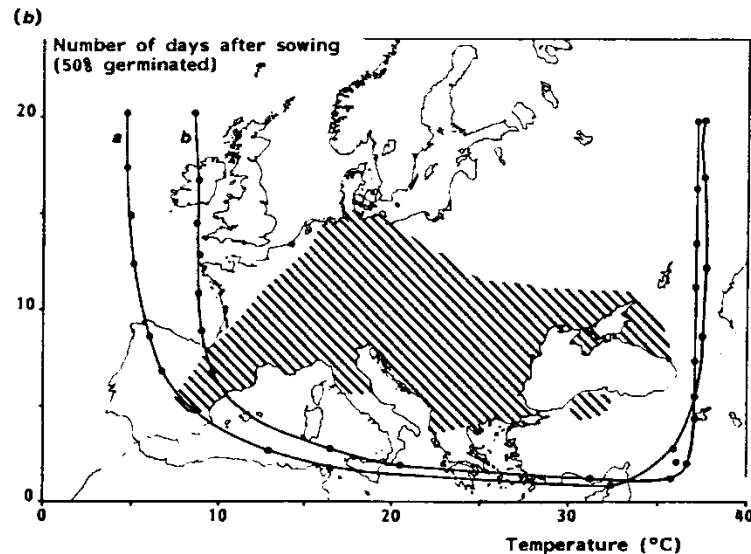 (b)
Number of days after sowing
(50% germinated)
20
a
b
10
0
0
10
20
30
40
Temperature (°C)